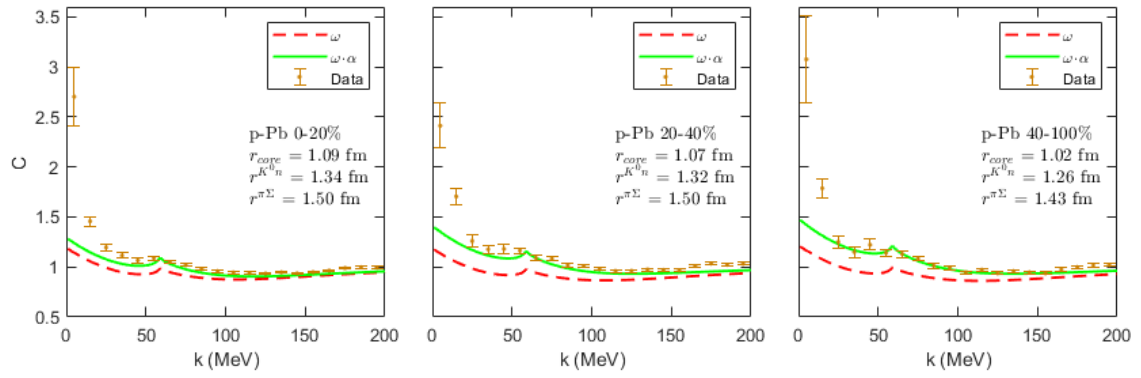 3.5
3
2.5
2
1.5
1
0.5
C
0 50 100 150 200
k (MeV)
ω
ω·α
Data
p-Pb 0-20%
r_core = 1.09 fm
r^{K̄⁰n} = 1.34 fm
r^{πΣ} = 1.50 fm
0 50 100 150 200
k (MeV)
ω
ω·α
Data
p-Pb 20-40%
r_core = 1.07 fm
r^{K̄⁰n} = 1.32 fm
r^{πΣ} = 1.50 fm
0 50 100 150 200
k (MeV)
ω
ω·α
Data
p-Pb 40-100%
r_core = 1.02 fm
r^{K̄⁰n} = 1.26 fm
r^{πΣ} = 1.43 fm